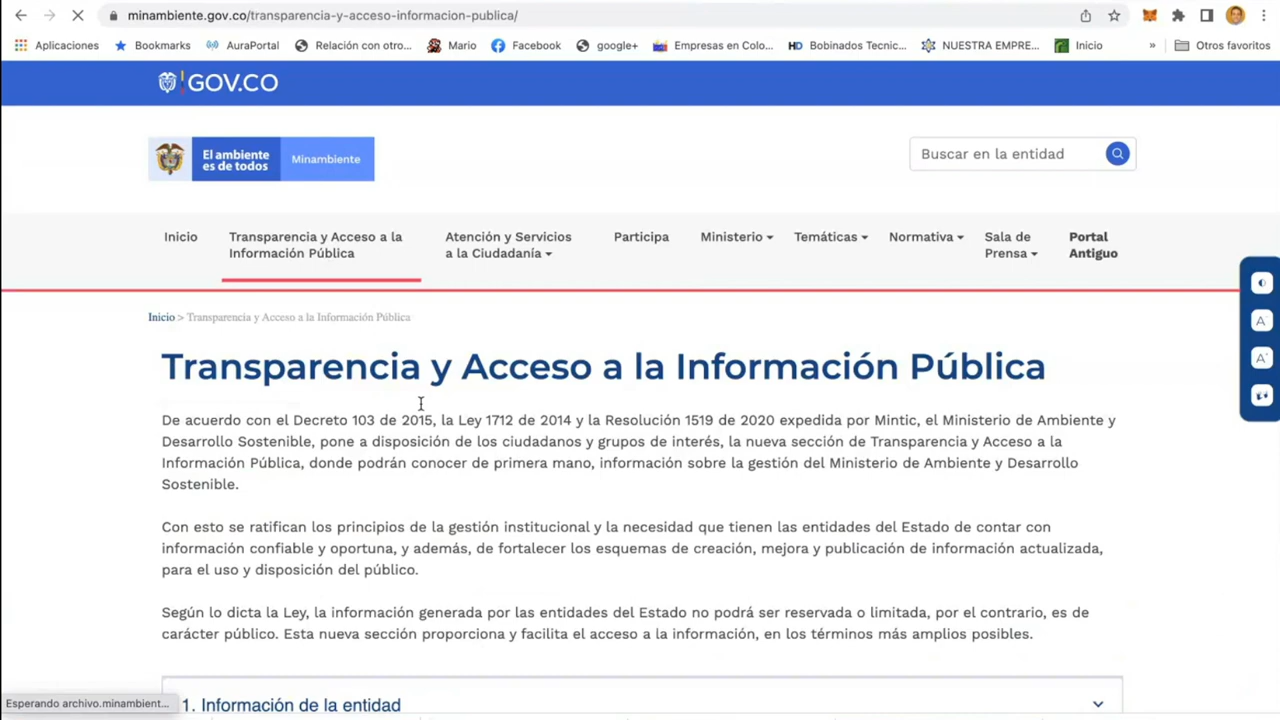 minambiente.gov.co/transparencia-y-acceso-informacion-publica/
Aplicaciones
Bookmarks
AuraPortal
Relación con otro...
Mario
Facebook
google+
Empresas en Colo...
HD Bobinados Tecnic...
NUESTRA EMPRE...
Inicio
»
Otros favoritos
GOV.CO
El ambiente
es de todos
Minambiente
Buscar en la entidad
Inicio
Transparencia y Acceso a la
Información Pública
Atención y Servicios
a la Ciudadanía
Participa
Ministerio
Temáticas
Normativa
Sala de
Prensa
Portal
Antiguo
Inicio > Transparencia y Acceso a la Información Pública
Transparencia y Acceso a la Información Pública
De acuerdo con el Decreto 103 de 2015, la Ley 1712 de 2014 y la Resolución 1519 de 2020 expedida por Mintic, el Ministerio de Ambiente y
Desarrollo Sostenible, pone a disposición de los ciudadanos y grupos de interés, la nueva sección de Transparencia y Acceso a la
Información Pública, donde podrán conocer de primera mano, información sobre la gestión del Ministerio de Ambiente y Desarrollo
Sostenible.
Con esto se ratifican los principios de la gestión institucional y la necesidad que tienen las entidades del Estado de contar con
información confiable y oportuna, y además, de fortalecer los esquemas de creación, mejora y publicación de información actualizada,
para el uso y disposición del público.
Según lo dicta la Ley, la información generada por las entidades del Estado no podrá ser reservada o limitada, por el contrario, es de
carácter público. Esta nueva sección proporciona y facilita el acceso a la información, en los términos más amplios posibles.
1. Información de la entidad
Esperando archivo.minambient...
A-
A+